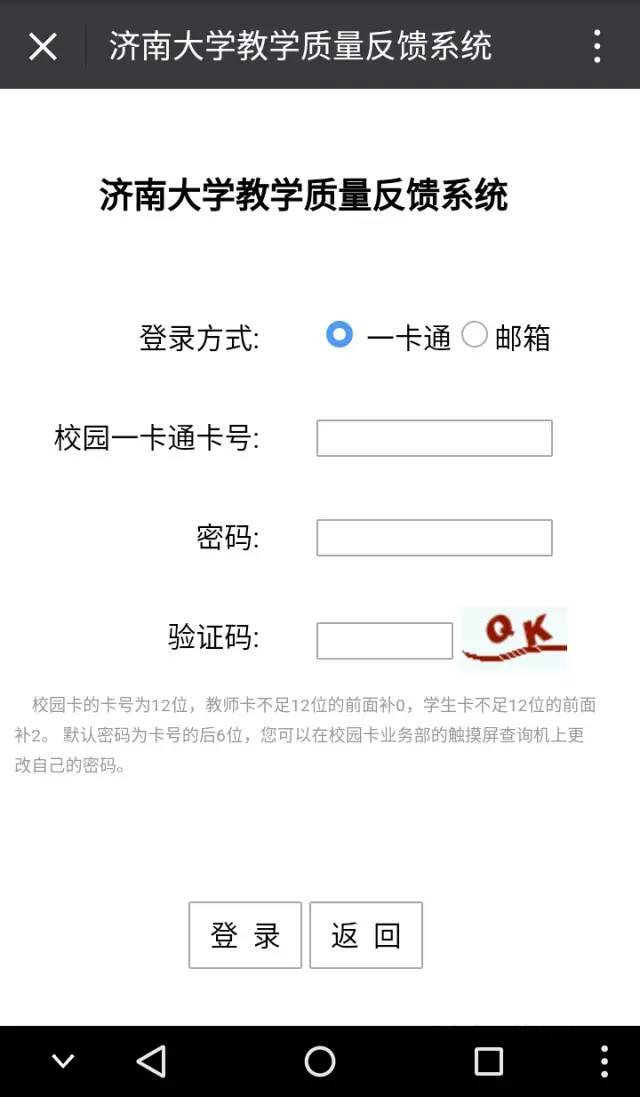 济南大学教学质量反馈系统
济南大学教学质量反馈系统
登录方式: 一卡通 邮箱
校园一卡通卡号:
密码:
验证码: QK
校园卡的卡号为12位，教师卡不足12位的前面补0，学生卡不足12位的前面
补2。 默认密码为卡号的后6位，您可以在校园卡业务部的触摸屏查询机上更
改自己的密码。
登 录 返 回